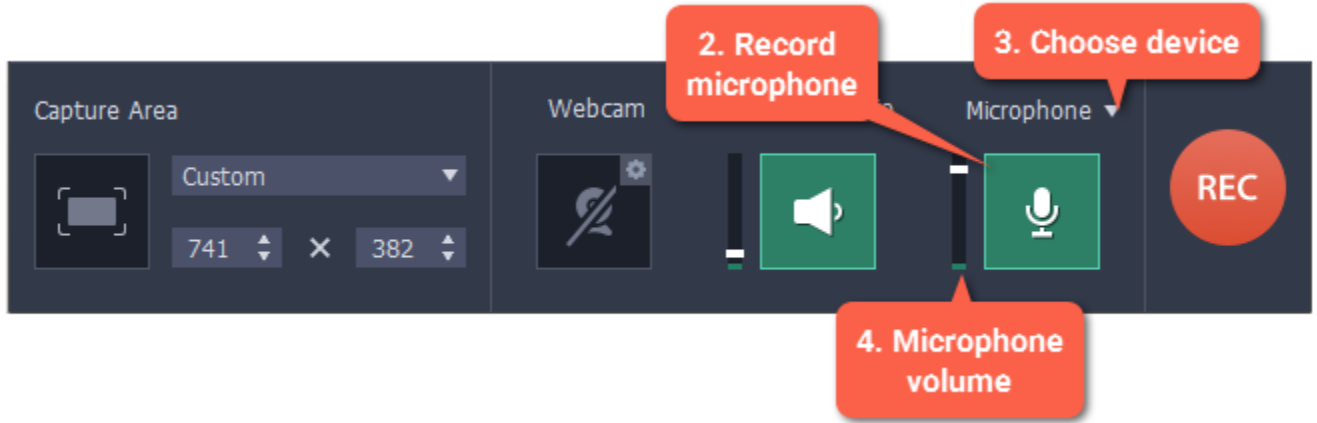 2. Record
microphone
3. Choose device
Capture Area
Webcam
Microphone
Custom
741 × 382
REC
4. Microphone
volume